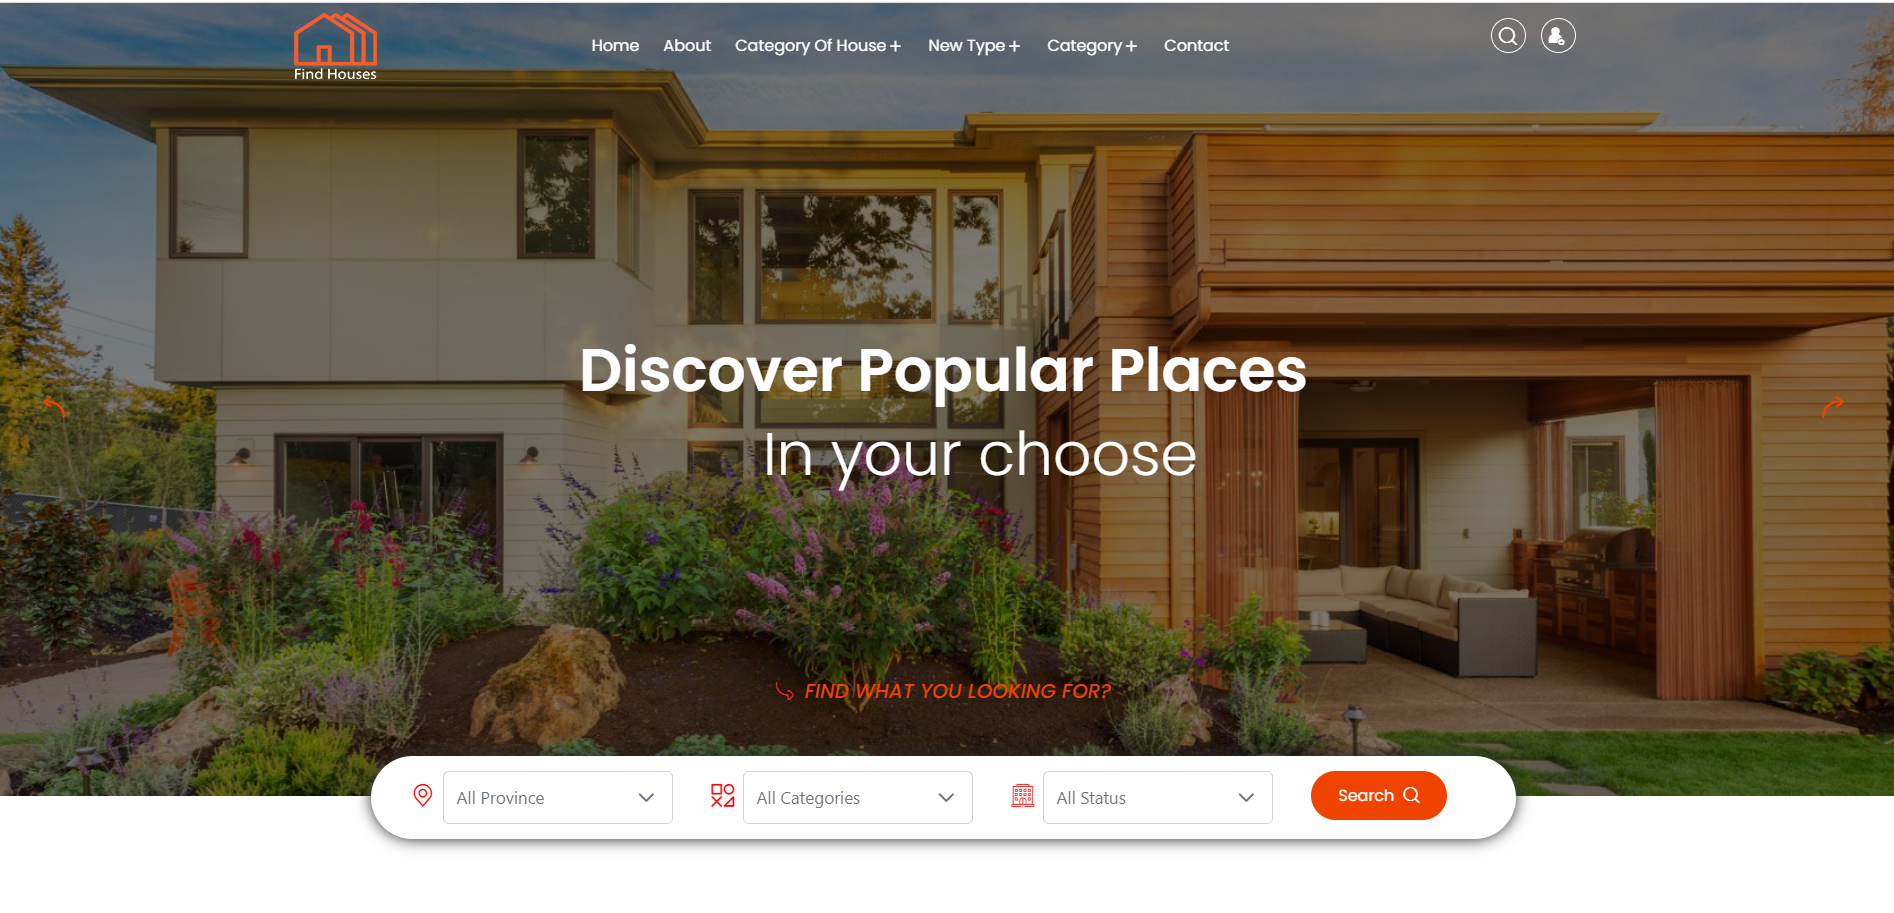 Find Houses
Home About Category Of House + New Type + Category + Contact
Discover Popular Places
In your choose
FIND WHAT YOU LOOKING FOR?
All Province All Categories All Status Search